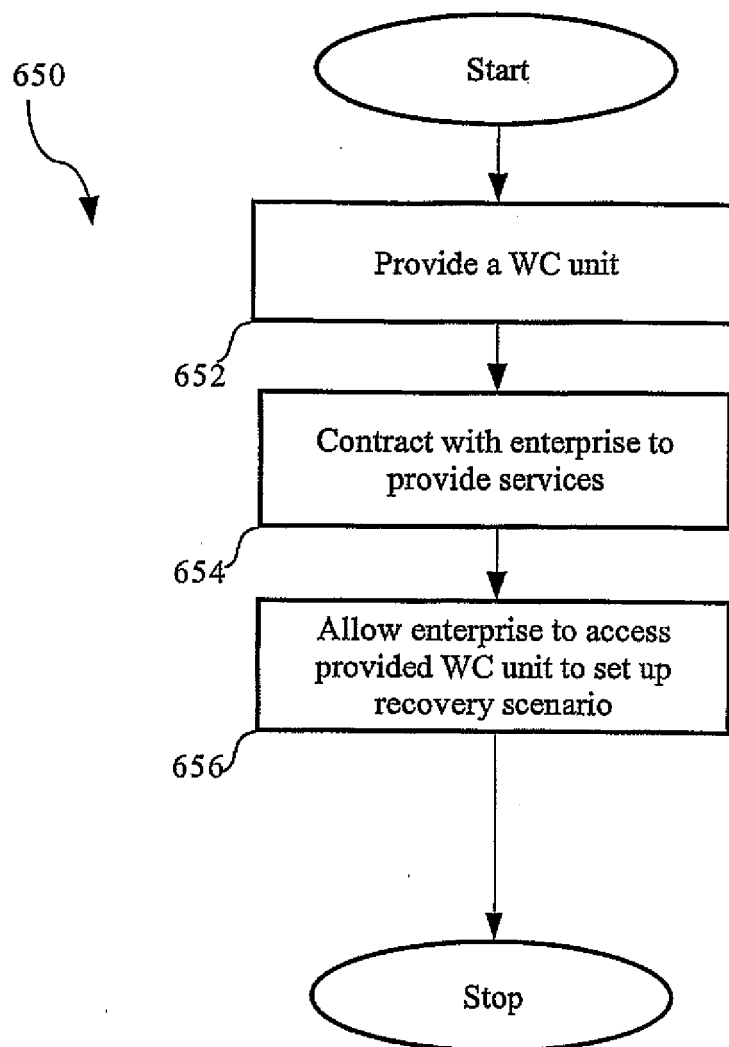 650
Start
Provide a WC unit
652
Contract with enterprise to
provide services
654
Allow enterprise to access
provided WC unit to set up
recovery scenario
656
Stop